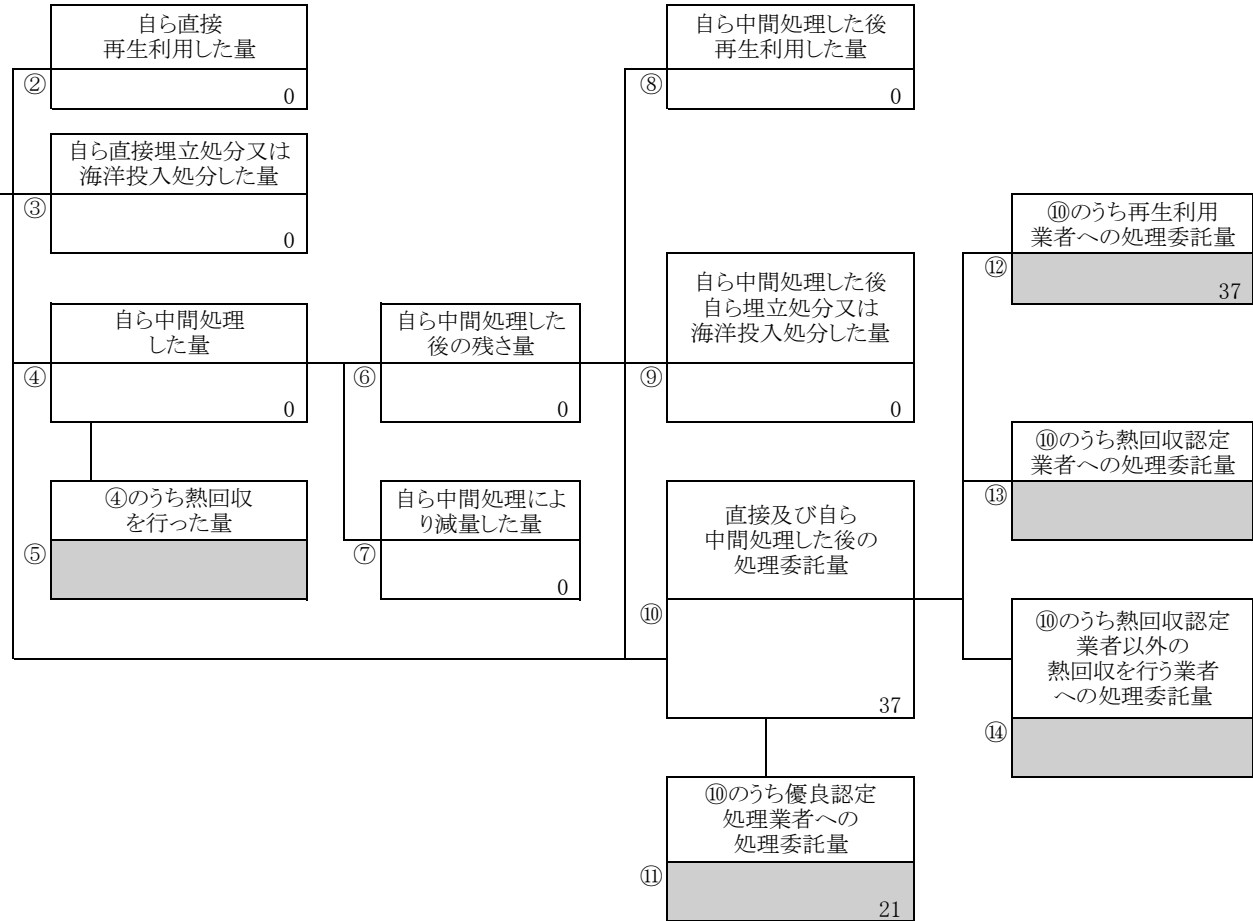 自ら直接
再生利用した量
②
0
自ら直接埋立処分又は
海洋投入処分した量
③
0
自ら中間処理
した量
④
0
④のうち熱回収
を行った量
⑤
自ら中間処理した
後の残さ量
⑥
0
自ら中間処理によ
り減量した量
⑦
0
自ら中間処理した後
再生利用した量
⑧
0
自ら中間処理した後
自ら埋立処分又は
海洋投入処分した量
⑨
0
直接及び自ら
中間処理した後の
処理委託量
⑩
37
⑩のうち優良認定
処理業者への
処理委託量
⑪
21
⑩のうち再生利用
業者への処理委託量
⑫
37
⑩のうち熱回収認定
業者への処理委託量
⑬
⑩のうち熱回収認定
業者以外の
熱回収を行う業者
への処理委託量
⑭